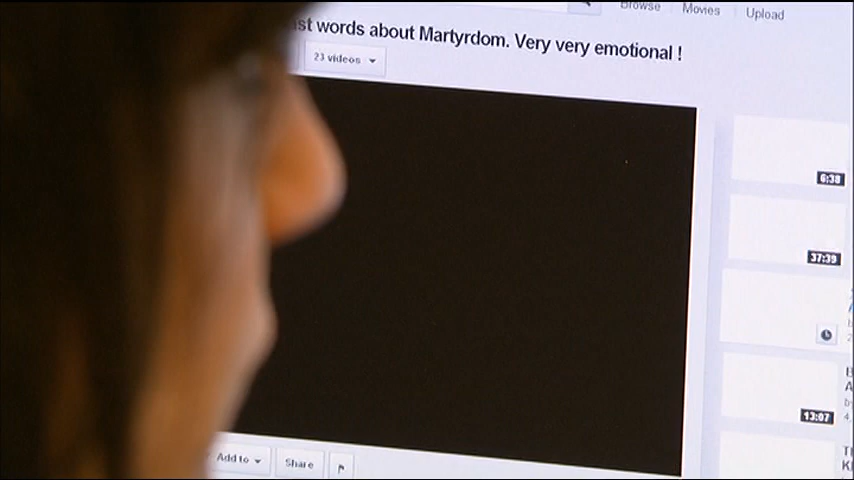 Browse Movies Upload
st words about Martyrdom. Very very emotional !
23 videos
6:38
37:39
13:07
Add to
Share